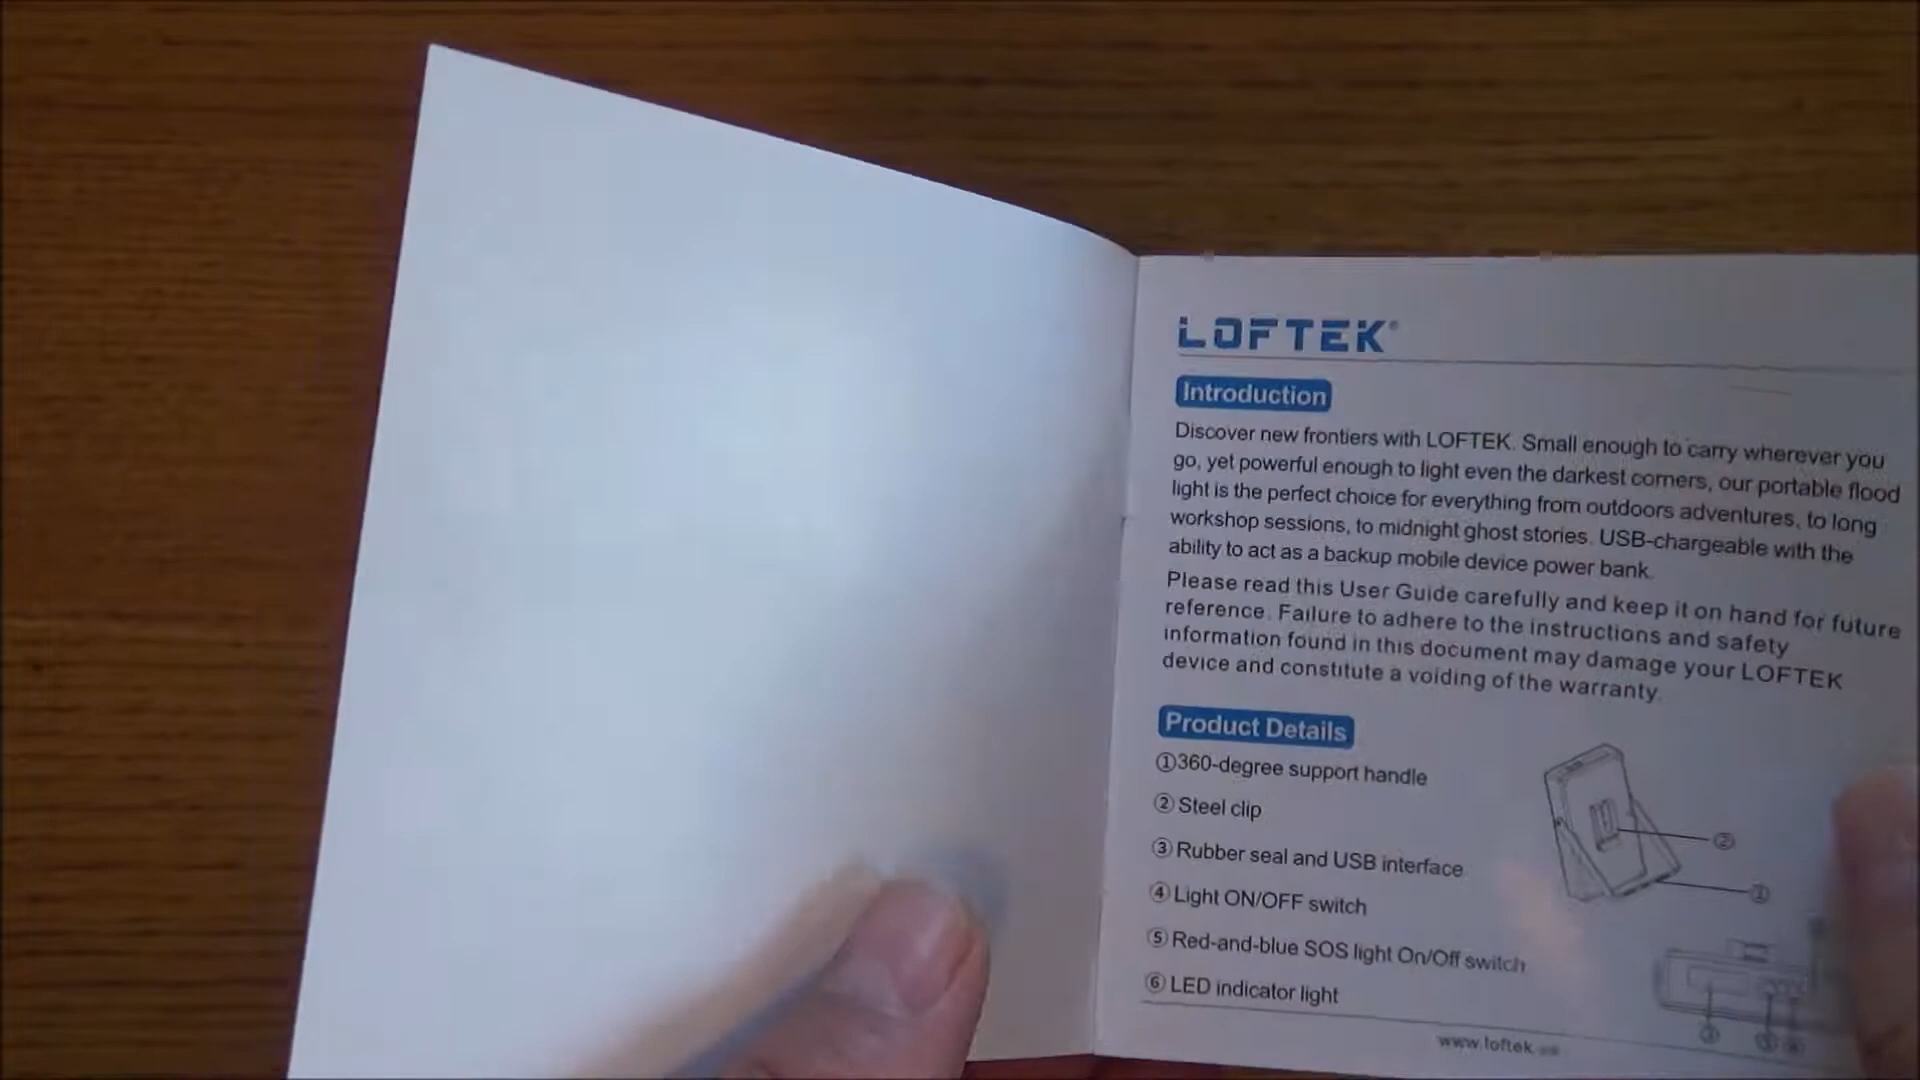 LOFTEK®
Introduction
Discover new frontiers with LOFTEK. Small enough to carry wherever you
go, yet powerful enough to light even the darkest corners, our portable flood
light is the perfect choice for everything from outdoors adventures, to long
workshop sessions, to midnight ghost stories. USB-chargeable with the
ability to act as a backup mobile device power bank.
Please read this User Guide carefully and keep it on hand for future
reference. Failure to adhere to the instructions and safety
information found in this document may damage your LOFTEK
device and constitute a voiding of the warranty.
Product Details
①360-degree support handle
② Steel clip
③ Rubber seal and USB interface
④ Light ON/OFF switch
⑤ Red-and-blue SOS light On/Off switch
⑥ LED indicator light
②
①
www.loftek